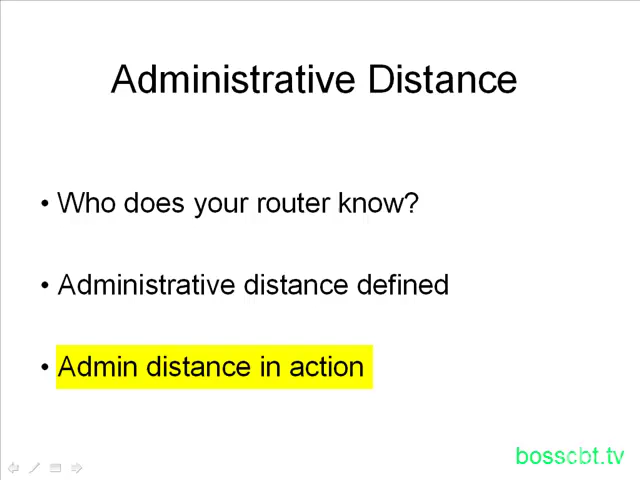 Administrative Distance
• Who does your router know?
• Administrative distance defined
• Admin distance in action
bosscbt.tv